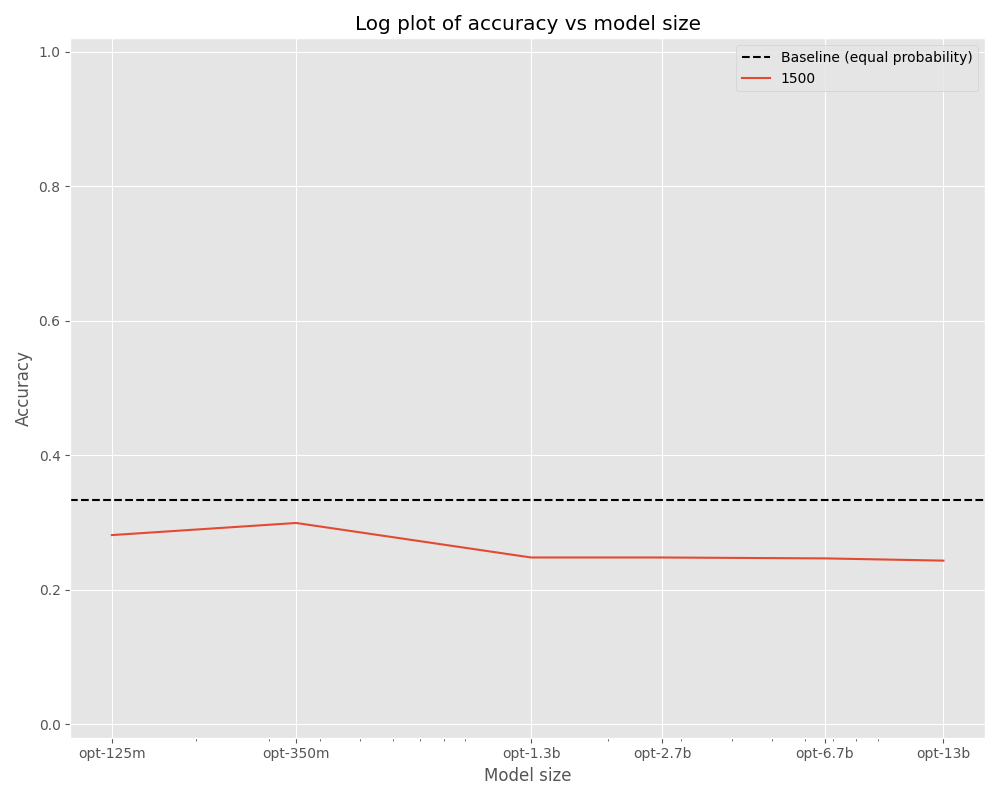 Log plot of accuracy vs model size
Baseline (equal probability)
1500
1.0
0.8
0.6
0.4
0.2
0.0
Accuracy
opt-125m opt-350m opt-1.3b opt-2.7b opt-6.7b opt-13b
Model size